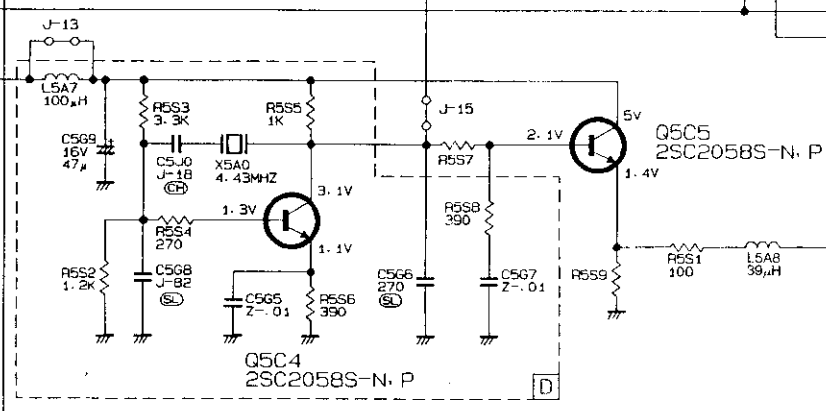 J-13
L5A7
100μH
R5S3
3.3K
R5S5
1K
J-15
C5G9
16V
47μ
C5J0
J-18
CH
X5A0
4.43MHZ
R5S7
2.1V
5V
Q5C5
2SC2058S-N, P
1.4V
3.1V
1.3V
1.1V
R5S4
270
R5S8
390
R5S2
1.2K
C5G8
J-82
SL
C5G5
Z-.01
R5S6
390
C5G6
270
SL
C5G7
Z-.01
R5S9
R5S1
100
L5A8
39μH
Q5C4
2SC2058S-N, P
D